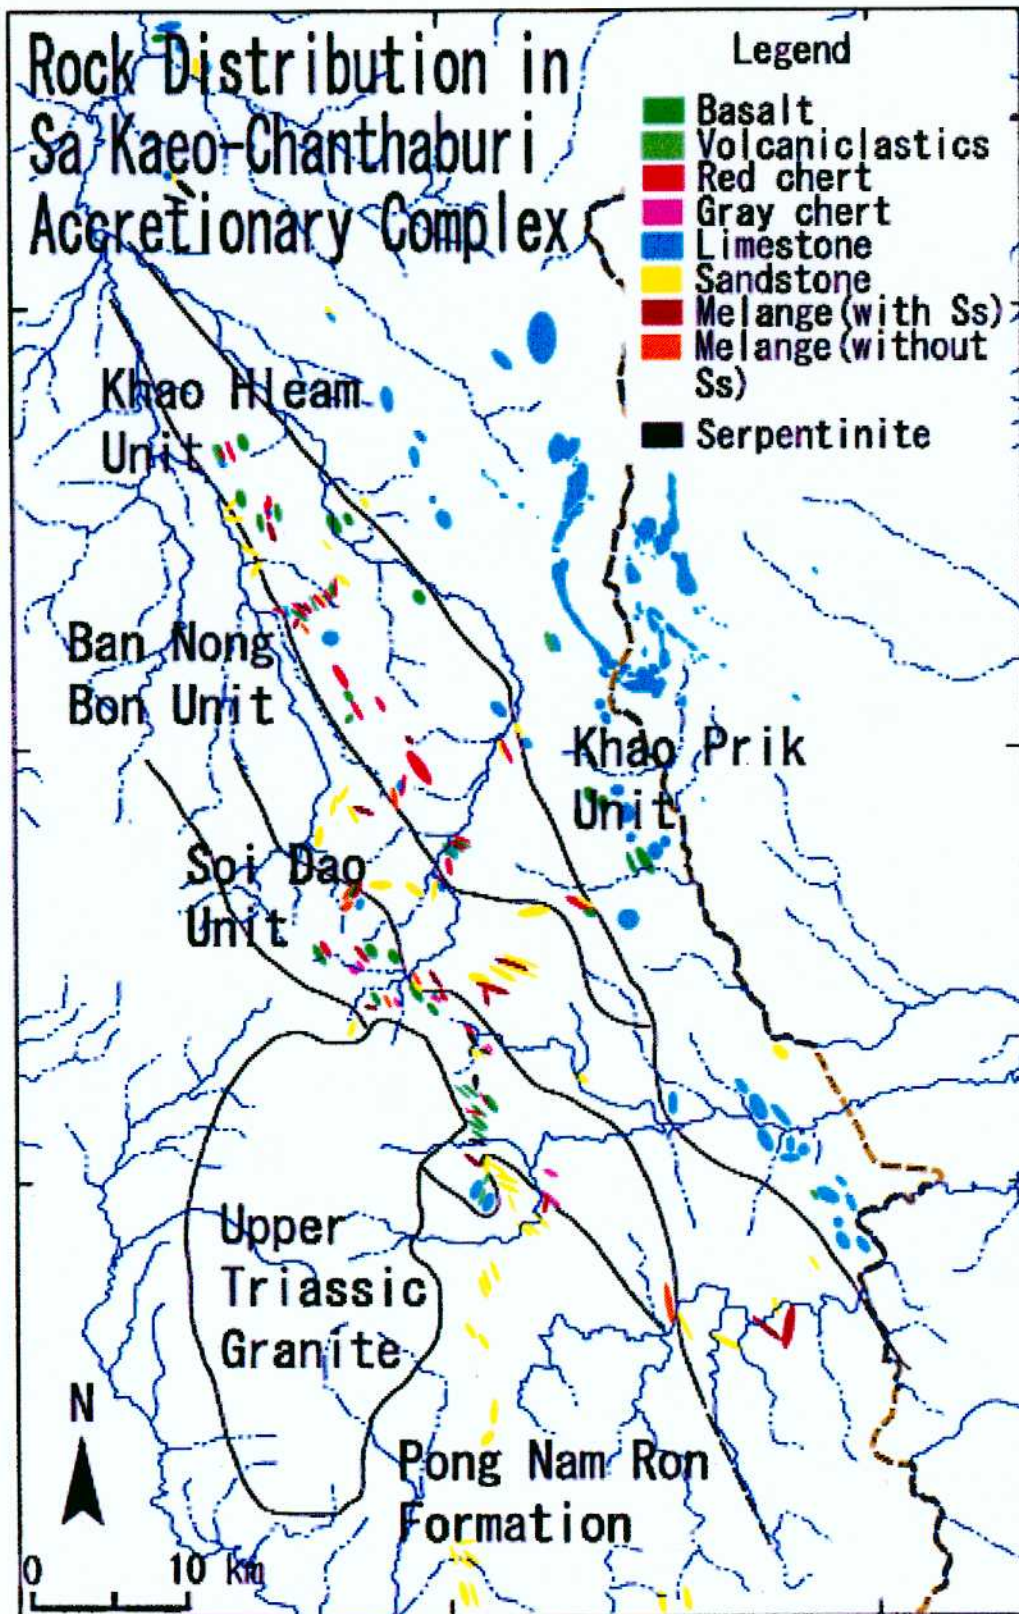 Rock Distribution in
Sa Kaeo-Chanthaburi
Accretionary Complex
Legend
Basalt
Volcaniclastics
Red chert
Gray chert
Limestone
Sandstone
Melange(with Ss)
Melange(without
Ss)
Serpentinite
Khao Hleam
Unit
Ban Nong
Bon Unit
Khao Prik
Unit
Soi Dao
Unit
Upper
Triassic
Granite
N
Pong Nam Ron
Formation
0 10 km